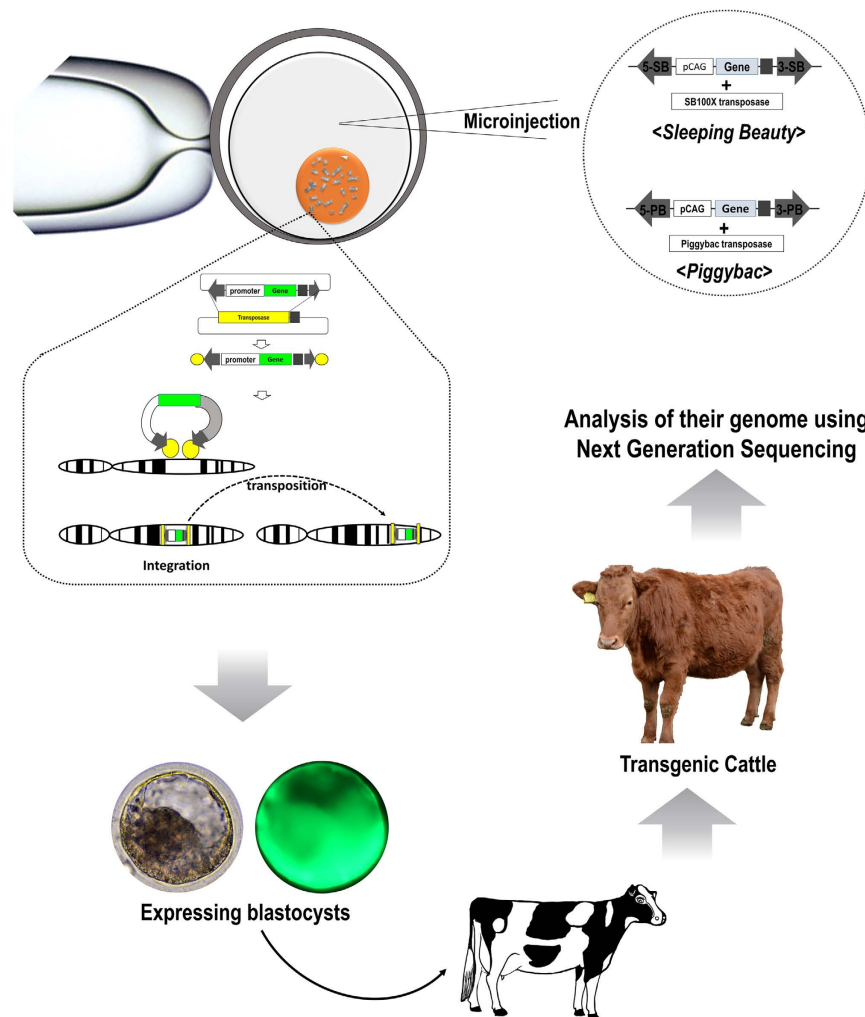 Microinjection
5-SB pCAG Gene 3-SB
+
SB100X transposase
<Sleeping Beauty>
5-PB pCAG Gene 3-PB
+
Piggybac transposase
<Piggybac>
promoter Gene
Transposase
promoter Gene
transposition
Integration
Analysis of their genome using
Next Generation Sequencing
Transgenic Cattle
Expressing blastocysts